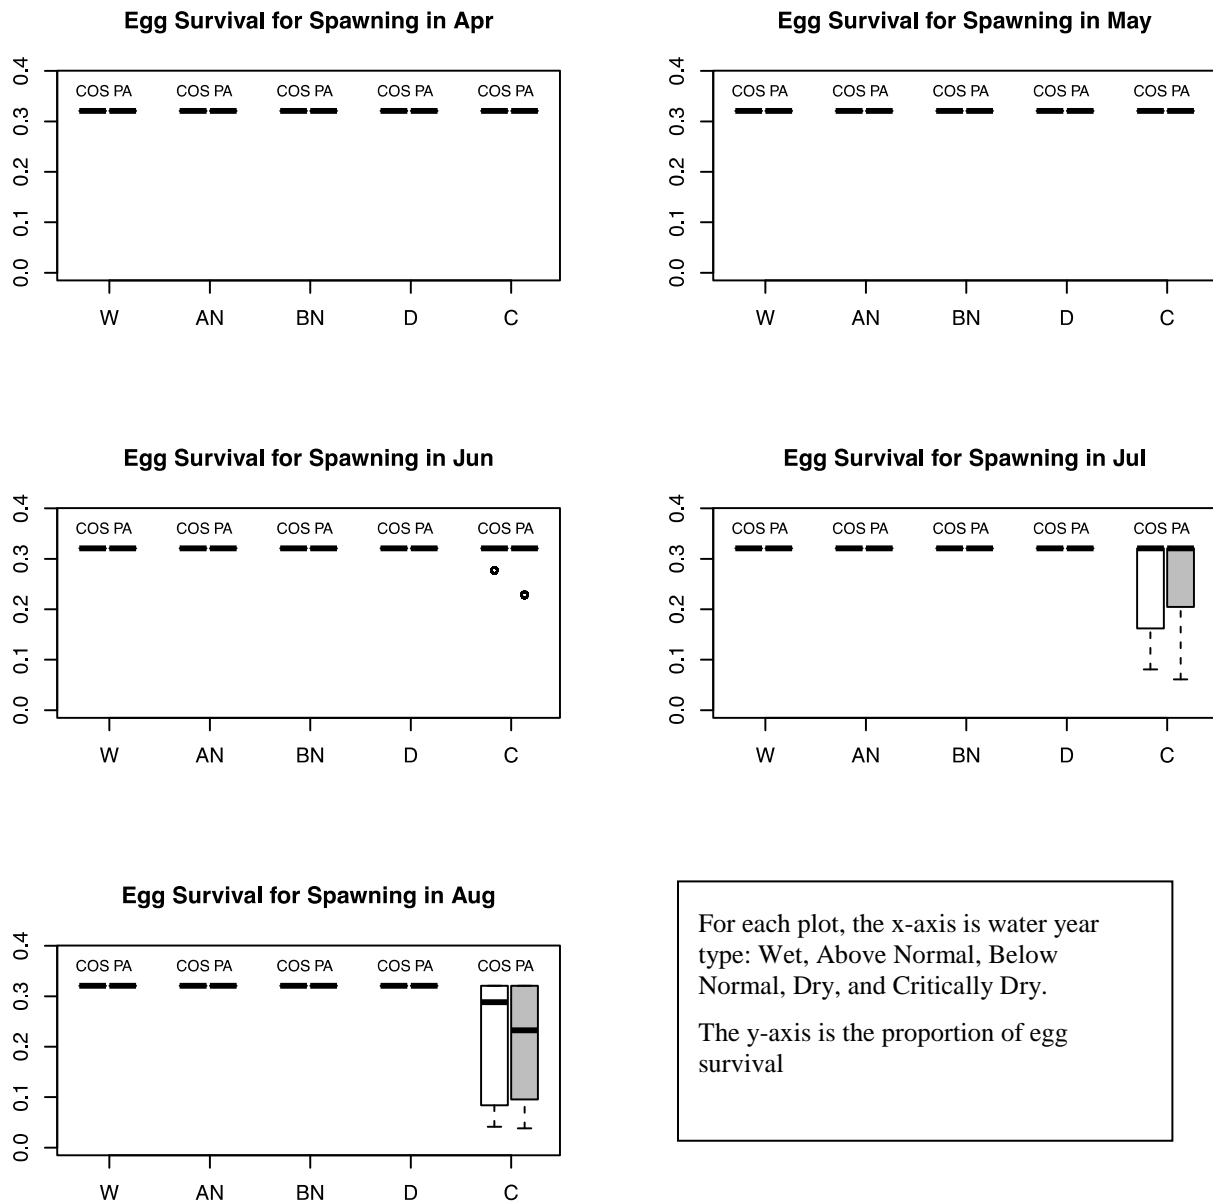 Egg Survival for Spawning in Apr
0.4
0.3
0.2
0.1
0.0
COS PA COS PA COS PA COS PA COS PA
W AN BN D C
Egg Survival for Spawning in May
0.4
0.3
0.2
0.1
0.0
COS PA COS PA COS PA COS PA COS PA
W AN BN D C
Egg Survival for Spawning in Jun
0.4
0.3
0.2
0.1
0.0
COS PA COS PA COS PA COS PA COS PA
W AN BN D C
Egg Survival for Spawning in Jul
0.4
0.3
0.2
0.1
0.0
COS PA COS PA COS PA COS PA COS PA
W AN BN D C
Egg Survival for Spawning in Aug
0.4
0.3
0.2
0.1
0.0
COS PA COS PA COS PA COS PA COS PA
W AN BN D C
For each plot, the x-axis is water year
type: Wet, Above Normal, Below
Normal, Dry, and Critically Dry.
The y-axis is the proportion of egg
survival